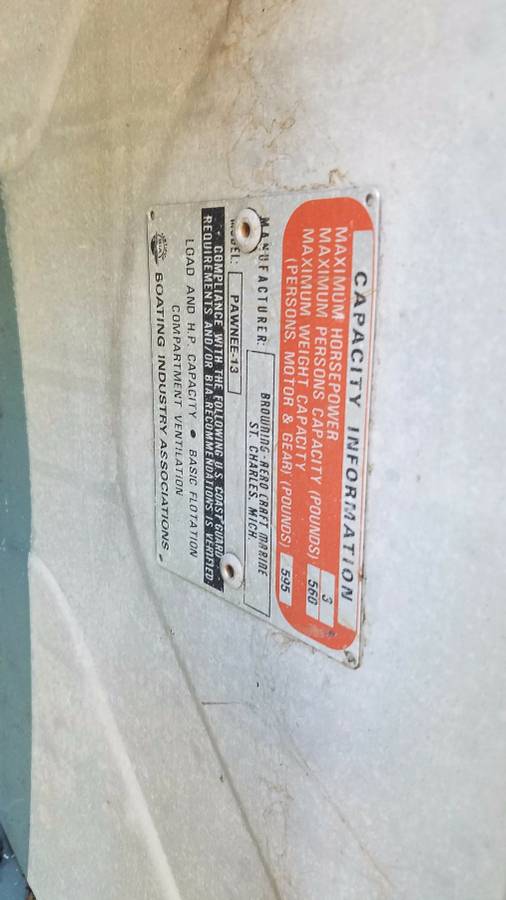 CAPACITY INFORMATION
MAXIMUM HORSEPOWER 3
MAXIMUM PERSONS CAPACITY (POUNDS) 560
MAXIMUM WEIGHT CAPACITY
(PERSONS, MOTOR & GEAR) (POUNDS) 595
MANUFACTURER: BROWNING-AERO CRAFT MARINE
ST. CHARLES, MICH.
MODEL: PAWNEE-13
COMPLIANCE WITH THE FOLLOWING U.S. COAST GUARD
REQUIREMENTS AND/OR BIA RECOMMENDATIONS IS VERIFIED
LOAD AND H.P. CAPACITY • BASIC FLOTATION
COMPARTMENT VENTILATION
BOATING INDUSTRY ASSOCIATIONS